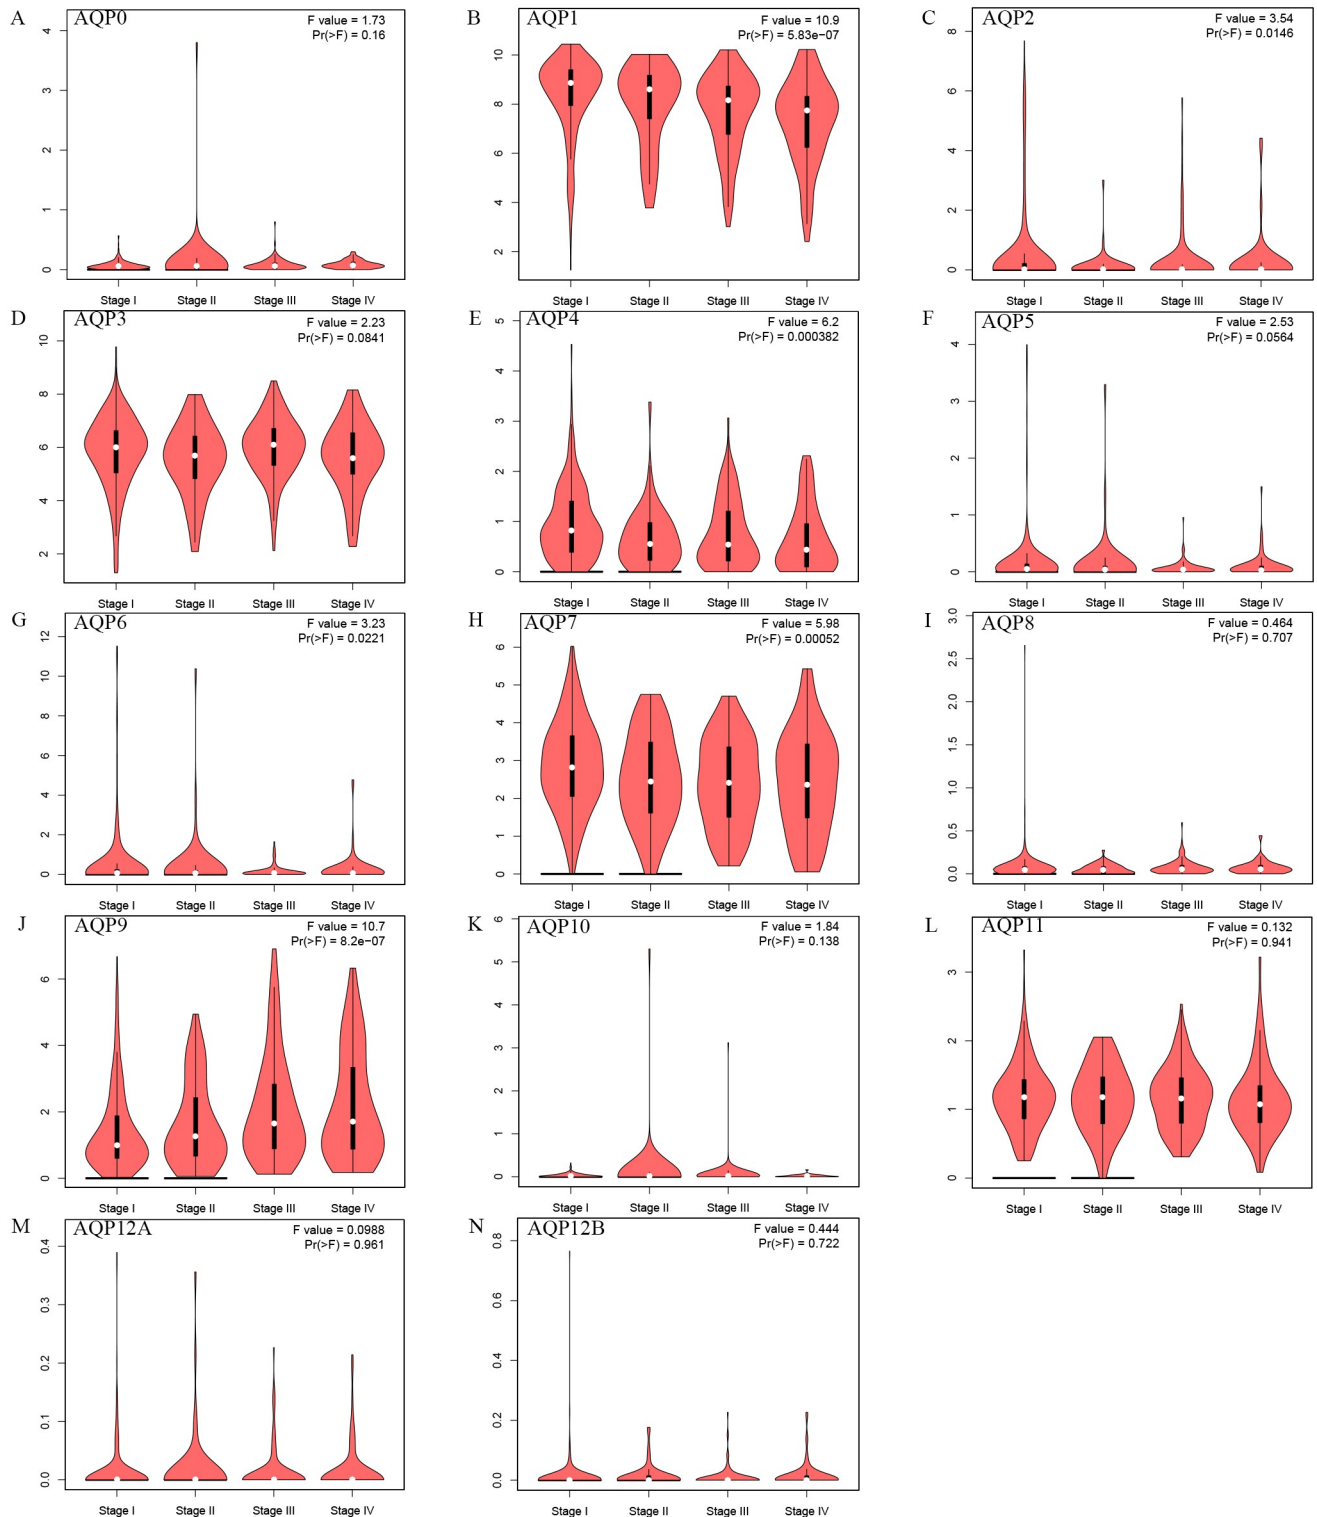 A AQP0
F value = 1.73
Pr(>F) = 0.16
4
3
2
1
0
Stage I Stage II Stage III Stage IV
B AQP1
F value = 10.9
Pr(>F) = 5.83e−07
10
8
6
4
2
Stage I Stage II Stage III Stage IV
C AQP2
F value = 3.54
Pr(>F) = 0.0146
8
6
4
2
0
Stage I Stage II Stage III Stage IV
D AQP3
F value = 2.23
Pr(>F) = 0.0841
10
8
6
4
2
Stage I Stage II Stage III Stage IV
E AQP4
F value = 6.2
Pr(>F) = 0.000382
5
4
3
2
1
0
Stage I Stage II Stage III Stage IV
F AQP5
F value = 2.53
Pr(>F) = 0.0564
4
3
2
1
0
Stage I Stage II Stage III Stage IV
G AQP6
F value = 3.23
Pr(>F) = 0.0221
12
10
8
6
4
2
0
Stage I Stage II Stage III Stage IV
H AQP7
F value = 5.98
Pr(>F) = 0.00052
6
5
4
3
2
1
0
Stage I Stage II Stage III Stage IV
I AQP8
F value = 0.464
Pr(>F) = 0.707
3.0
2.5
2.0
1.5
1.0
0.5
0.0
Stage I Stage II Stage III Stage IV
J AQP9
F value = 10.7
Pr(>F) = 8.2e−07
6
4
2
0
Stage I Stage II Stage III Stage IV
K AQP10
F value = 1.84
Pr(>F) = 0.138
6
5
4
3
2
1
0
Stage I Stage II Stage III Stage IV
L AQP11
F value = 0.132
Pr(>F) = 0.941
3
2
1
0
Stage I Stage II Stage III Stage IV
M AQP12A
F value = 0.0988
Pr(>F) = 0.961
0.4
0.3
0.2
0.1
0.0
Stage I Stage II Stage III Stage IV
N AQP12B
F value = 0.444
Pr(>F) = 0.722
0.8
0.6
0.4
0.2
0.0
Stage I Stage II Stage III Stage IV